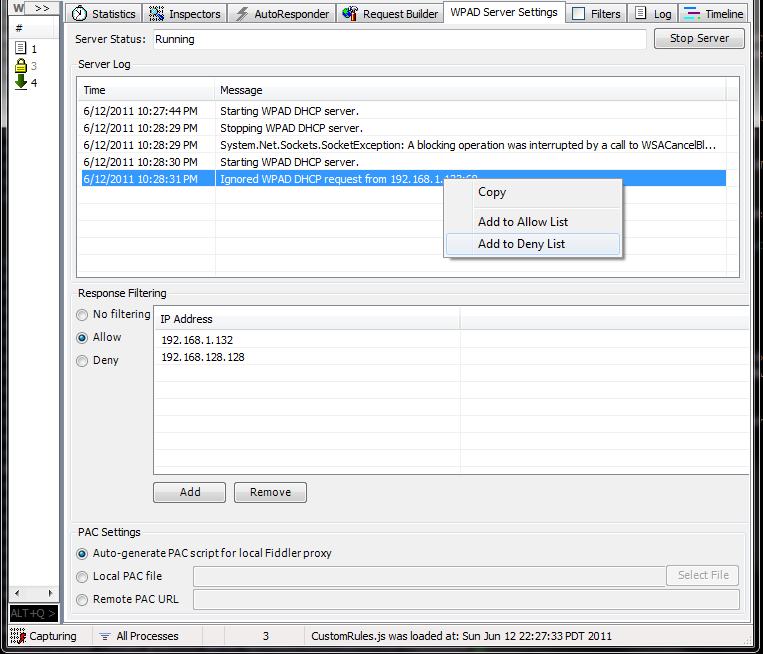 W >>
Statistics Inspectors AutoResponder Request Builder WPAD Server Settings Filters Log Timeline
#
1
3
4
Server Status: Running Stop Server
Server Log
Time Message
6/12/2011 10:27:44 PM Starting WPAD DHCP server.
6/12/2011 10:28:29 PM Stopping WPAD DHCP server.
6/12/2011 10:28:29 PM System.Net.Sockets.SocketException: A blocking operation was interrupted by a call to WSACancelBl...
6/12/2011 10:28:30 PM Starting WPAD DHCP server.
6/12/2011 10:28:31 PM Ignored WPAD DHCP request from 192.168.1.
Copy
Add to Allow List
Add to Deny List
Response Filtering
No filtering
Allow
Deny
IP Address
192.168.1.132
192.168.128.128
Add Remove
PAC Settings
Auto-generate PAC script for local Fiddler proxy
Local PAC file Select File
Remote PAC URL
ALT+Q >
Capturing All Processes 3 CustomRules.js was loaded at: Sun Jun 12 22:27:33 PDT 2011